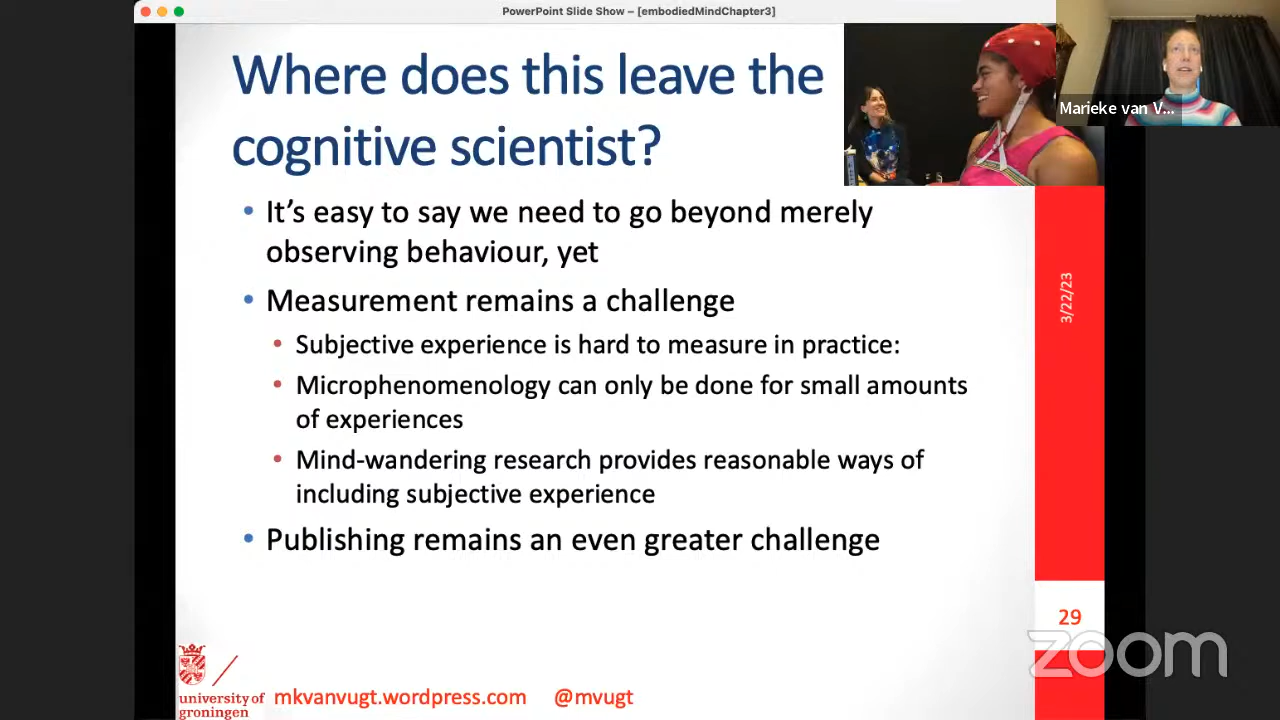 PowerPoint Slide Show – [embodiedMindChapter3]
Where does this leave the
cognitive scientist?
Marieke van V...
• It's easy to say we need to go beyond merely
observing behaviour, yet
• Measurement remains a challenge
• Subjective experience is hard to measure in practice:
• Microphenomenology can only be done for small amounts
of experiences
• Mind-wandering research provides reasonable ways of
including subjective experience
• Publishing remains an even greater challenge
3/22/23
29
zoom
university of
groningen
mkvanvugt.wordpress.com @mvugt